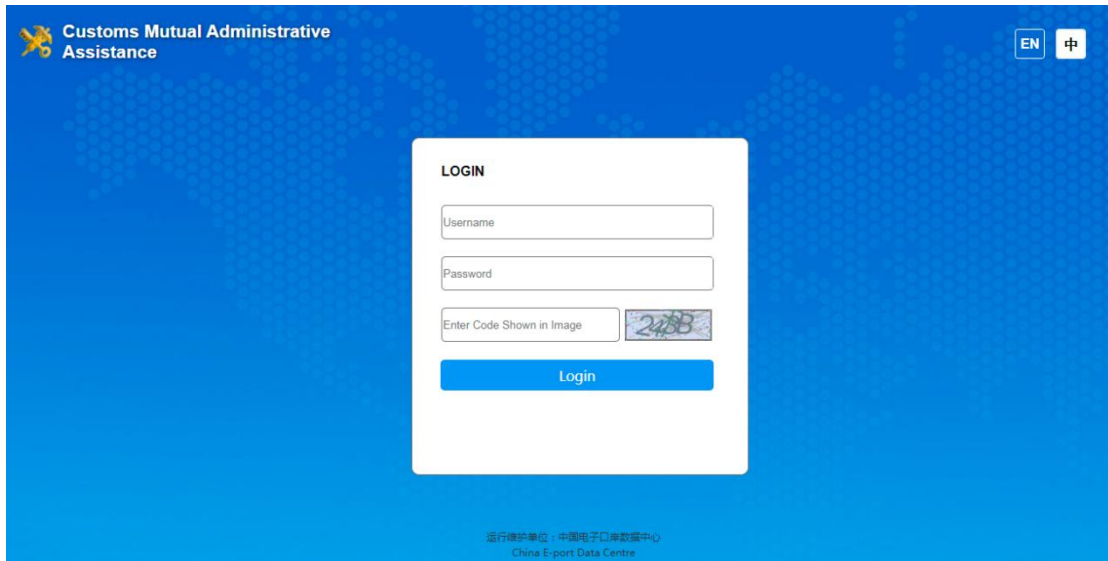 Customs Mutual Administrative
Assistance
EN 中
LOGIN
Username
Password
Enter Code Shown in Image
Login
运行维护单位：中国电子口岸数据中心
China E-port Data Centre